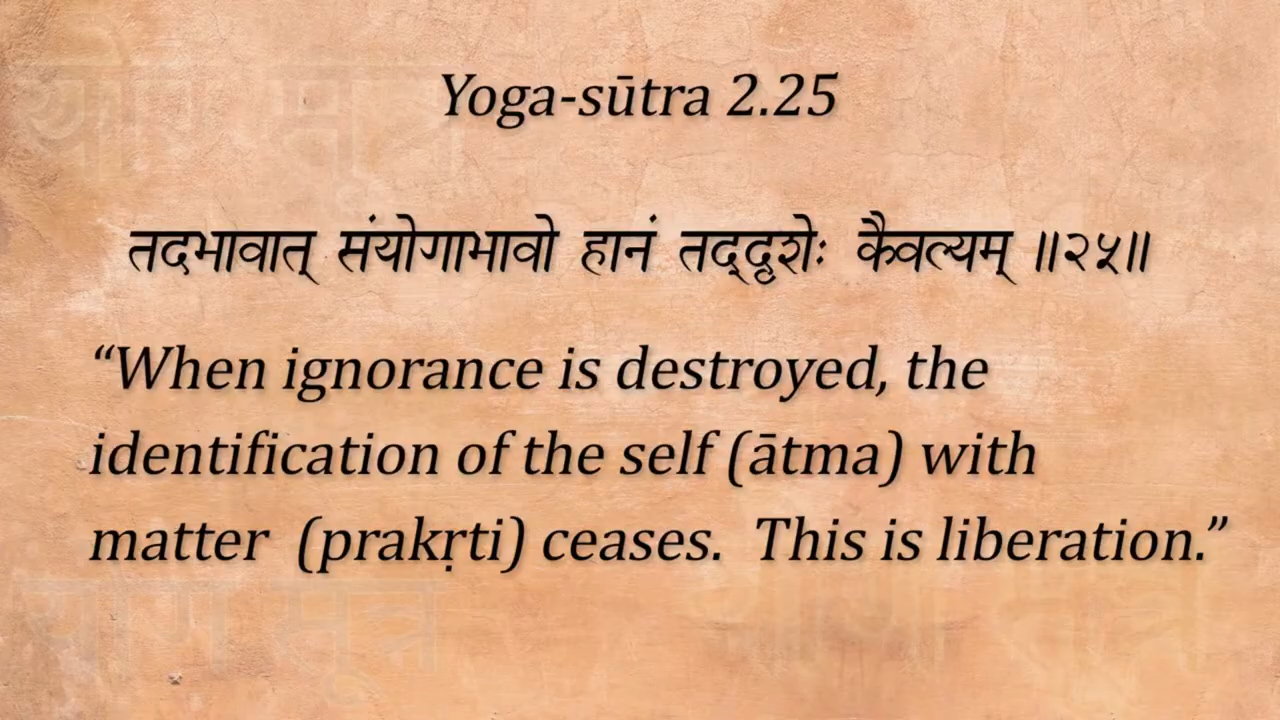 Yoga-sūtra 2.25
तदभावात् संयोगाभावो हानं तद्दृशेः कैवल्यम् ॥२५॥
“When ignorance is destroyed, the
identification of the self (ātma) with
matter (prakṛti) ceases. This is liberation.”
योग सूत्र
योग सूत्र
योग सूत्र